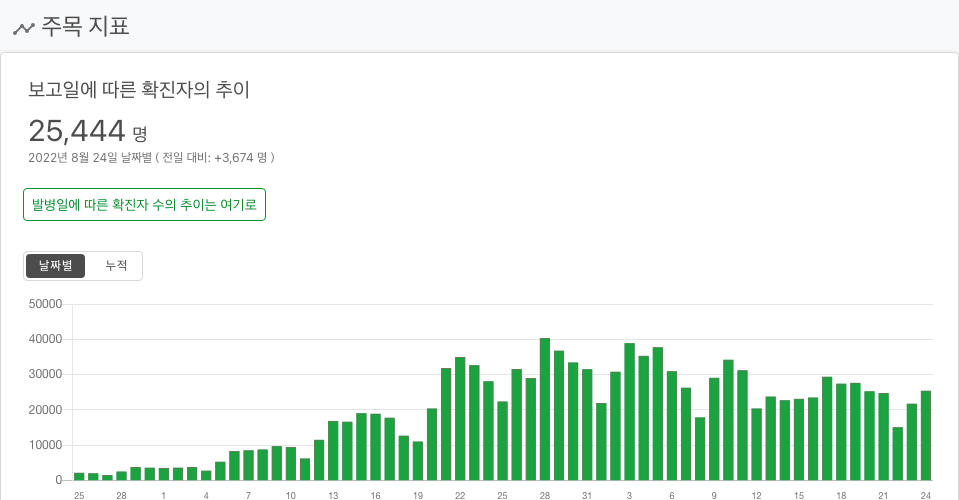 주목 지표
보고일에 따른 확진자의 추이
25,444 명
2022년 8월 24일 날짜별 ( 전일 대비: +3,674 명 )
발병일에 따른 확진자 수의 추이는 여기로
날짜별 누적
50000
40000
30000
20000
10000
0
25 28 1 4 7 10 13 16 19 22 25 28 31 3 6 9 12 15 18 21 24